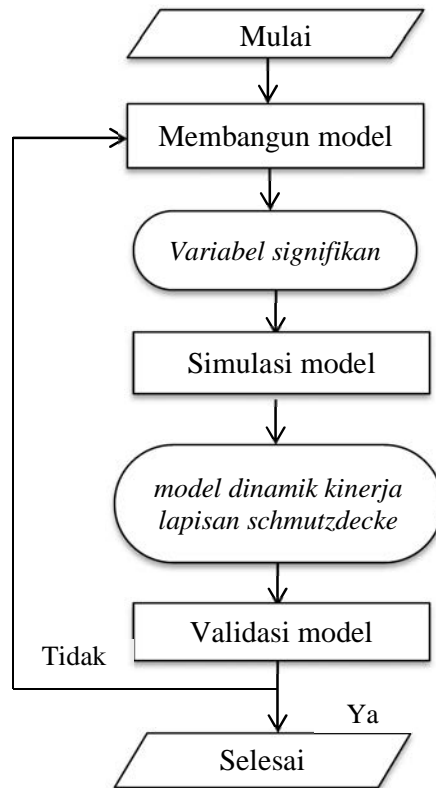 Mulai
Membangun model
Variabel signifikan
Simulasi model
model dinamik kinerja
lapisan schmutzdecke
Validasi model
Tidak
Ya
Selesai